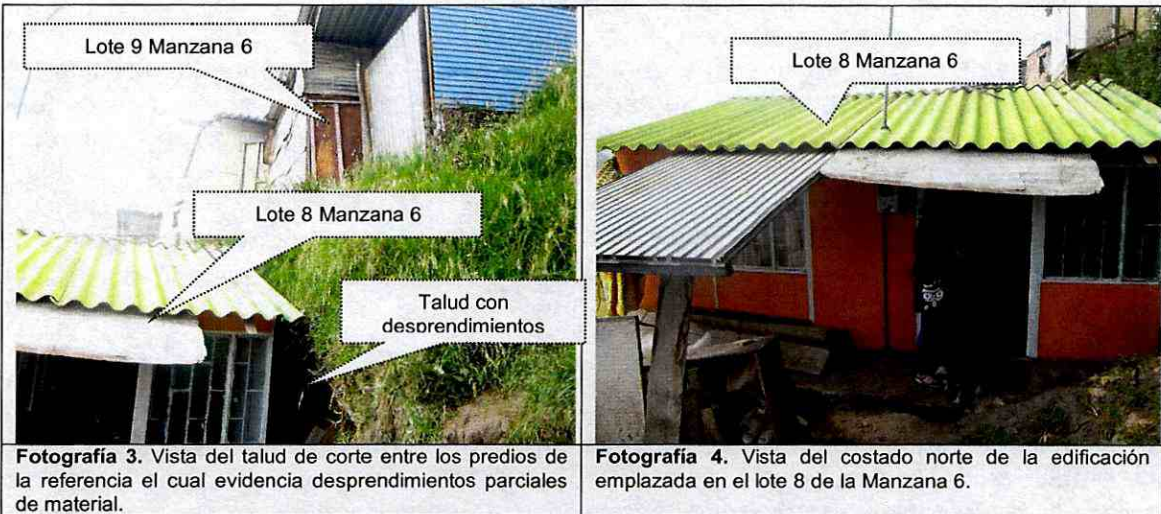 Lote 9 Manzana 6
Lote 8 Manzana 6
Talud con
desprendimientos
Fotografía 3. Vista del talud de corte entre los predios de
la referencia el cual evidencia desprendimientos parciales
de material.
Lote 8 Manzana 6
Fotografía 4. Vista del costado norte de la edificación
emplazada en el lote 8 de la Manzana 6.